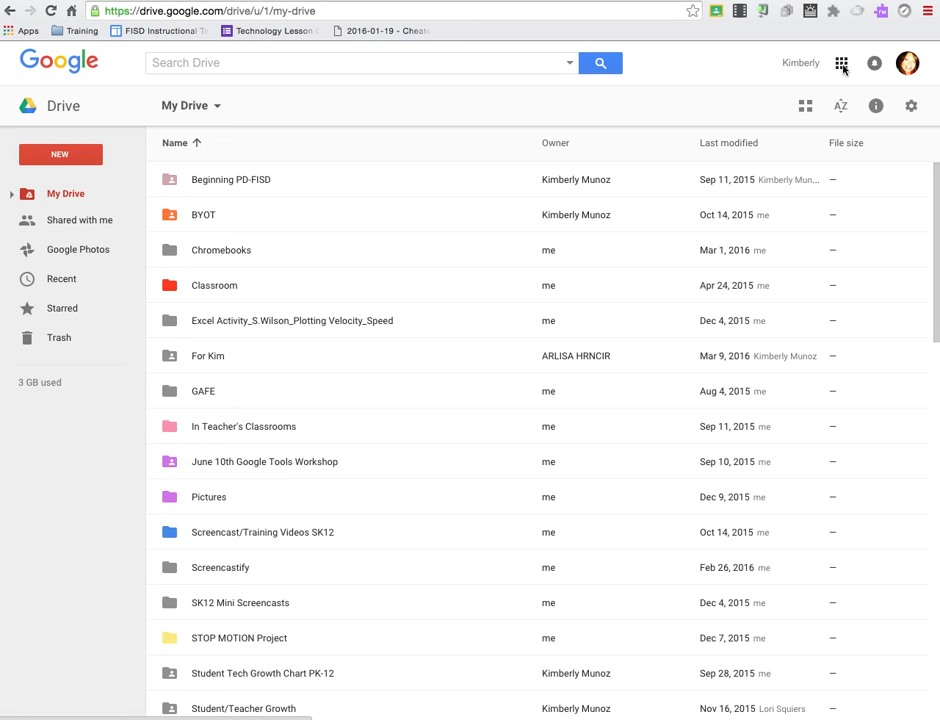 https://drive.google.com/drive/u/1/my-drive
Apps Training FISD Instructional Te Technology Lesson 2016-01-19 - Cheat
Google Search Drive Kimberly
Drive My Drive AZ
NEW
Name Owner Last modified File size
Beginning PD-FISD Kimberly Munoz Sep 11, 2015 Kimberly Mun... —
My Drive
BYOT Kimberly Munoz Oct 14, 2015 me —
Shared with me
Chromebooks me Mar 1, 2016 me —
Google Photos
Classroom me Apr 24, 2015 me —
Recent
Excel Activity_S.Wilson_Plotting Velocity_Speed me Dec 4, 2015 me —
Starred
Trash
For Kim ARLISA HRNCIR Mar 9, 2016 Kimberly Munoz —
3 GB used
GAFE me Aug 4, 2015 me —
In Teacher's Classrooms me Sep 11, 2015 me —
June 10th Google Tools Workshop me Sep 10, 2015 me —
Pictures me Dec 9, 2015 me —
Screencast/Training Videos SK12 me Oct 14, 2015 me —
Screencastify me Feb 26, 2016 me —
SK12 Mini Screencasts me Dec 4, 2015 me —
STOP MOTION Project me Dec 7, 2015 me —
Student Tech Growth Chart PK-12 Kimberly Munoz Sep 28, 2015 me —
Student/Teacher Growth Kimberly Munoz Nov 16, 2015 Lori Squiers —